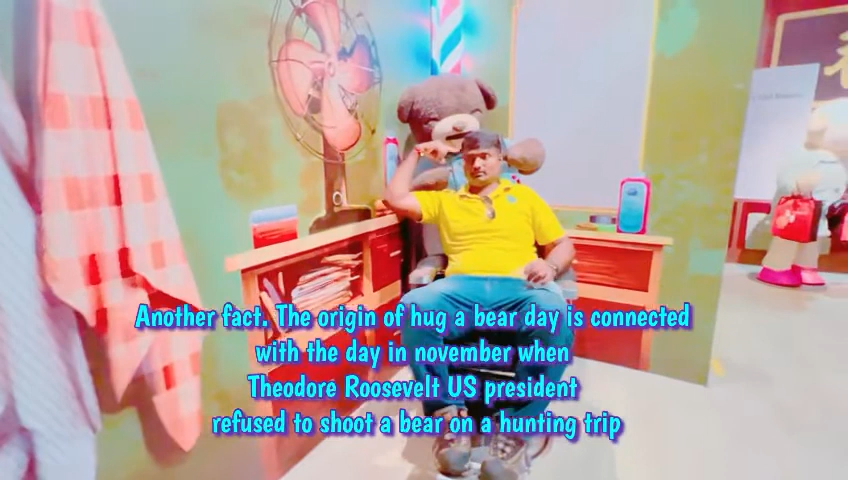 Another fact. The origin of hug a bear day is connected
with the day in november when
Theodore Roosevelt US president
refused to shoot a bear on a hunting trip